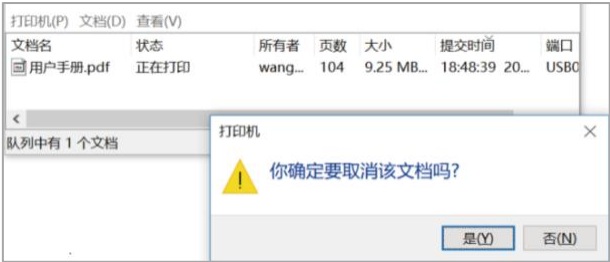 打印机(P) 文档(D) 查看(V)
文档名 状态 所有者 页数 大小 提交时间 端口
用户手册.pdf 正在打印 wang... 104 9.25 MB... 18:48:39 20... USB0
队列中有 1 个文档
打印机
你确定要取消该文档吗?
是(Y) 否(N)